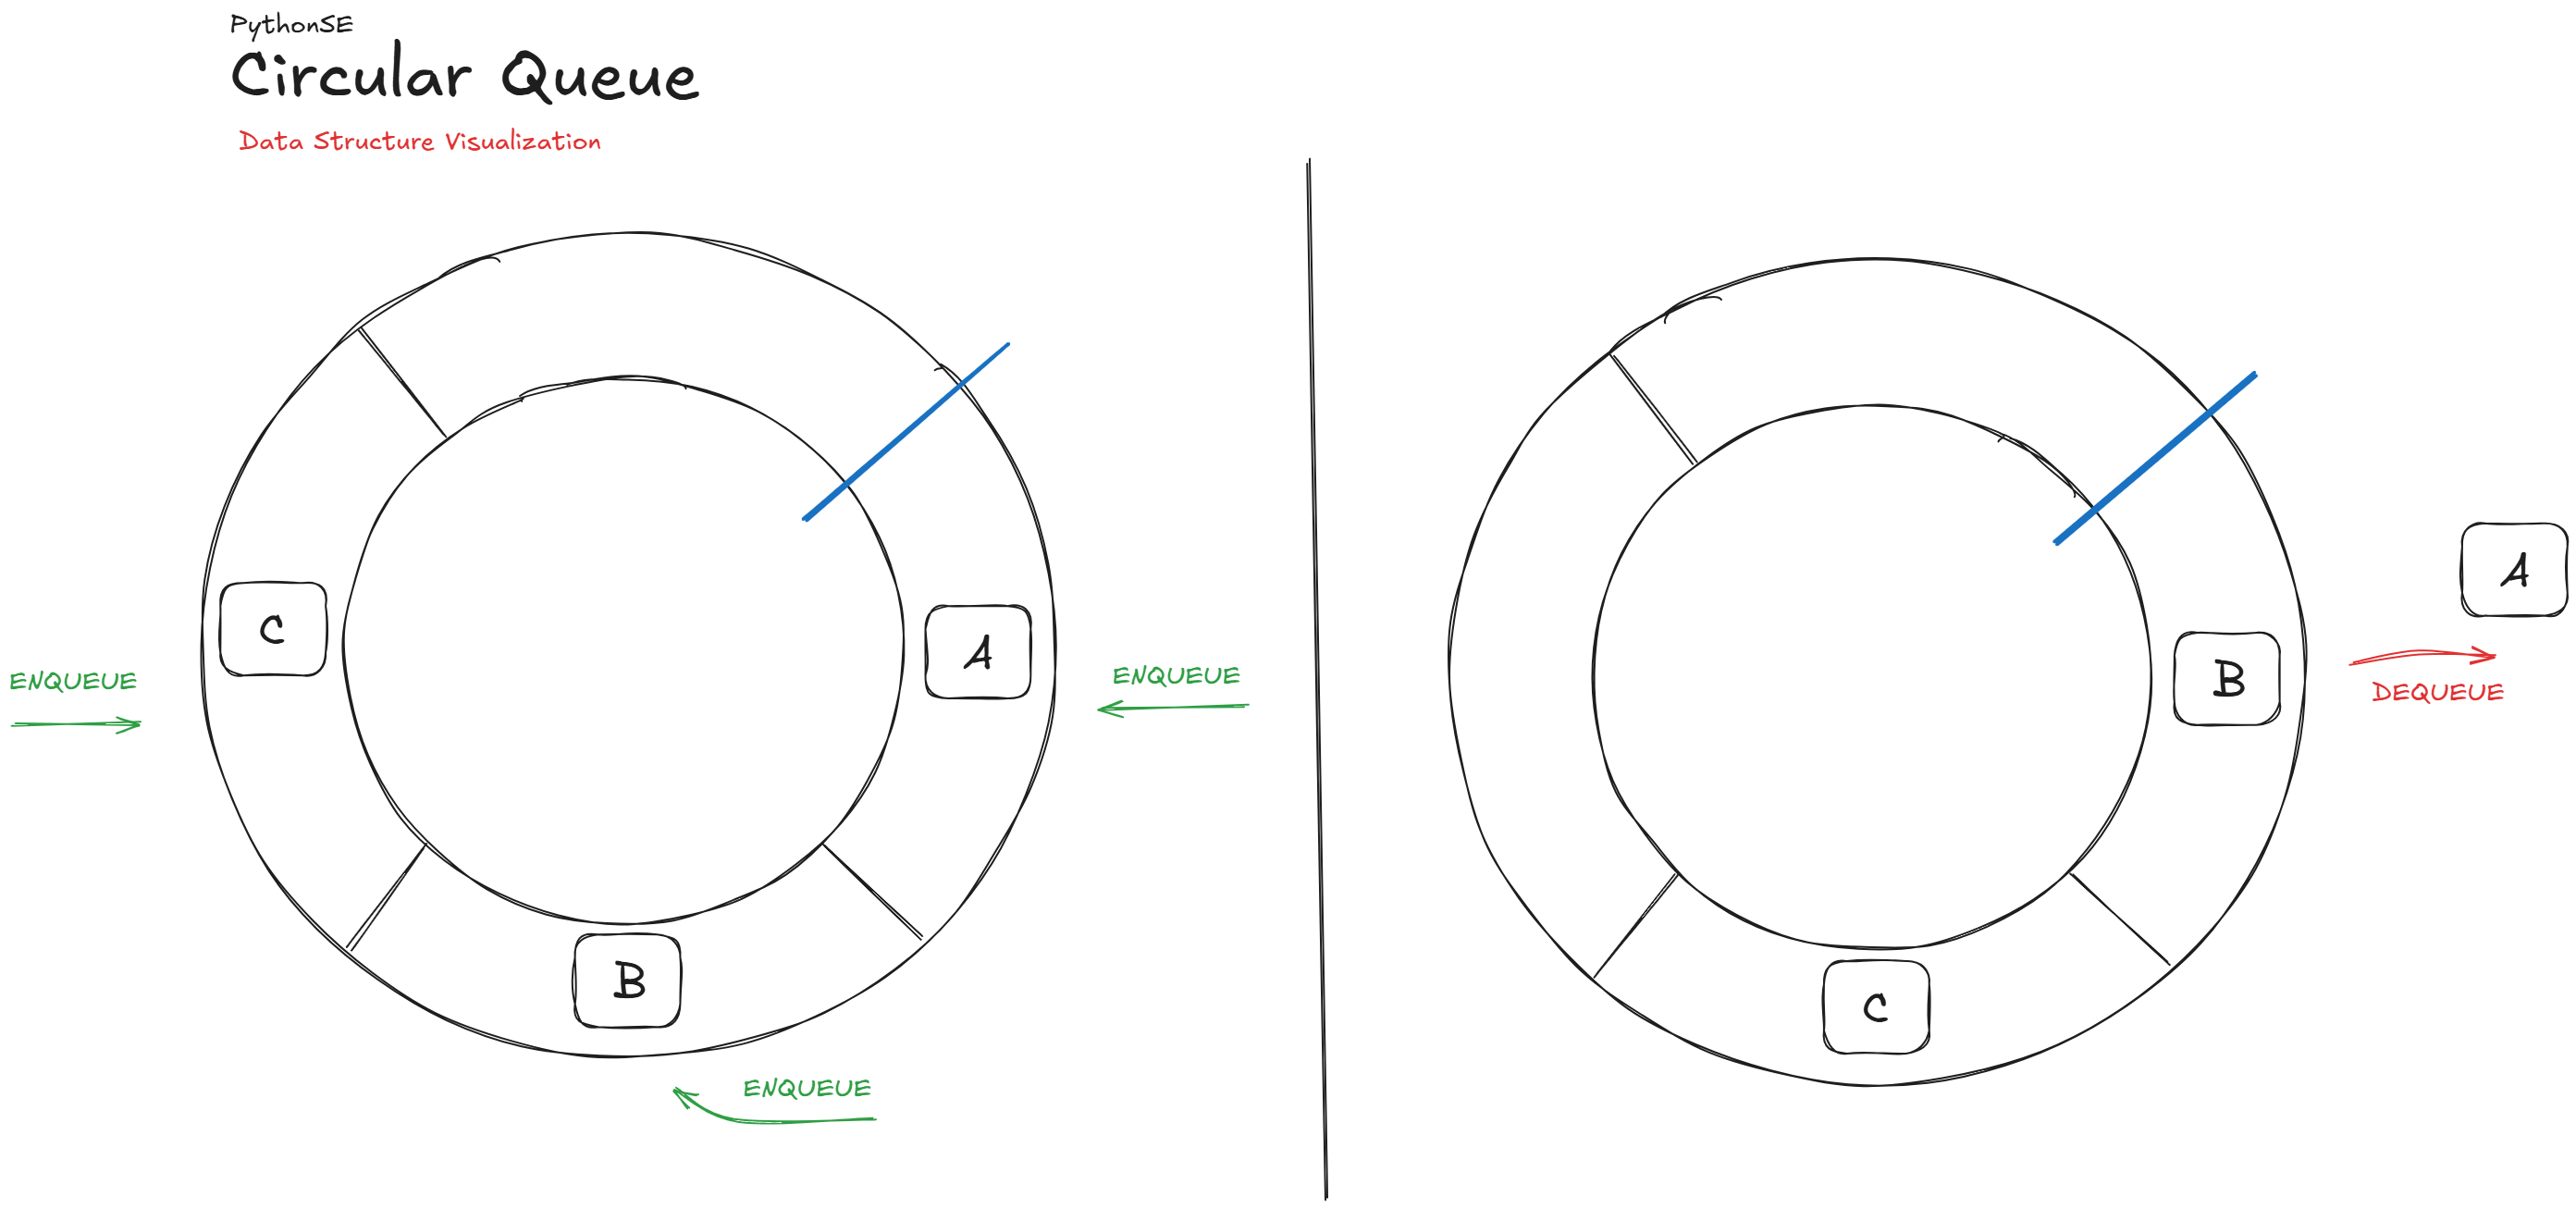 PythonSE
Circular Queue
Data Structure Visualization
C
A
ENQUEUE
ENQUEUE
B
ENQUEUE
A
B
DEQUEUE
C